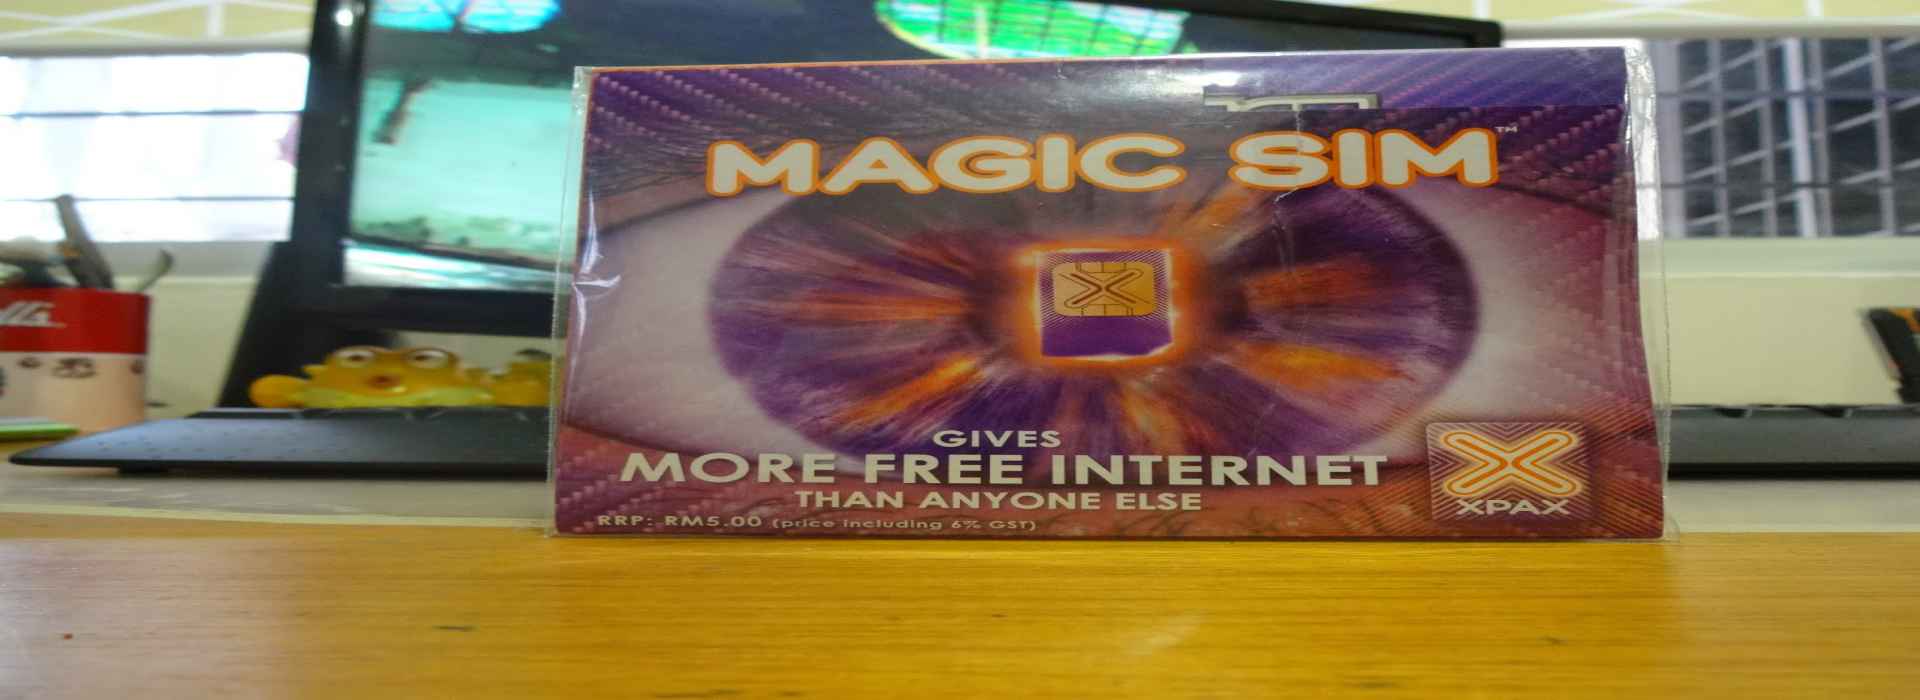 MAGIC SIM™
GIVES
MORE FREE INTERNET
THAN ANYONE ELSE
RRP: RM5.00 (price including 6% GST)
XPAX